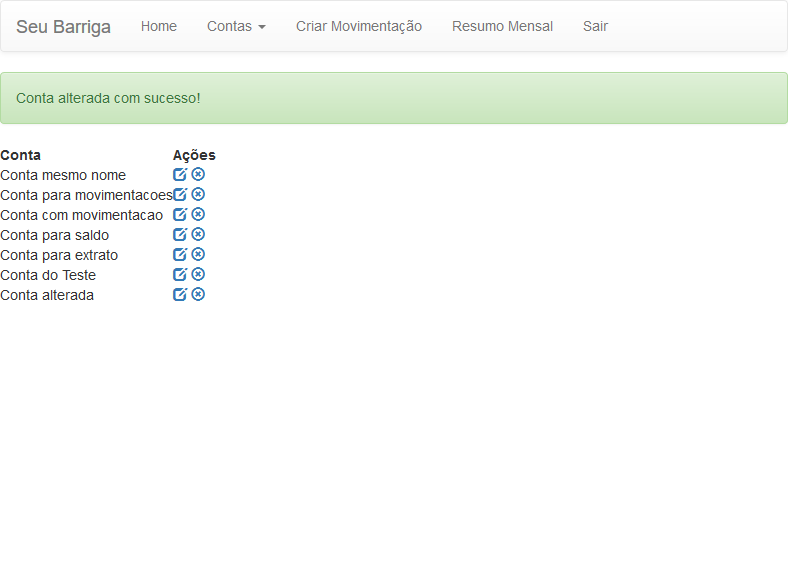 Seu Barriga Home Contas Criar Movimentação Resumo Mensal Sair
Conta alterada com sucesso!
Conta Ações
Conta mesmo nome
Conta para movimentacoes
Conta com movimentacao
Conta para saldo
Conta para extrato
Conta do Teste
Conta alterada